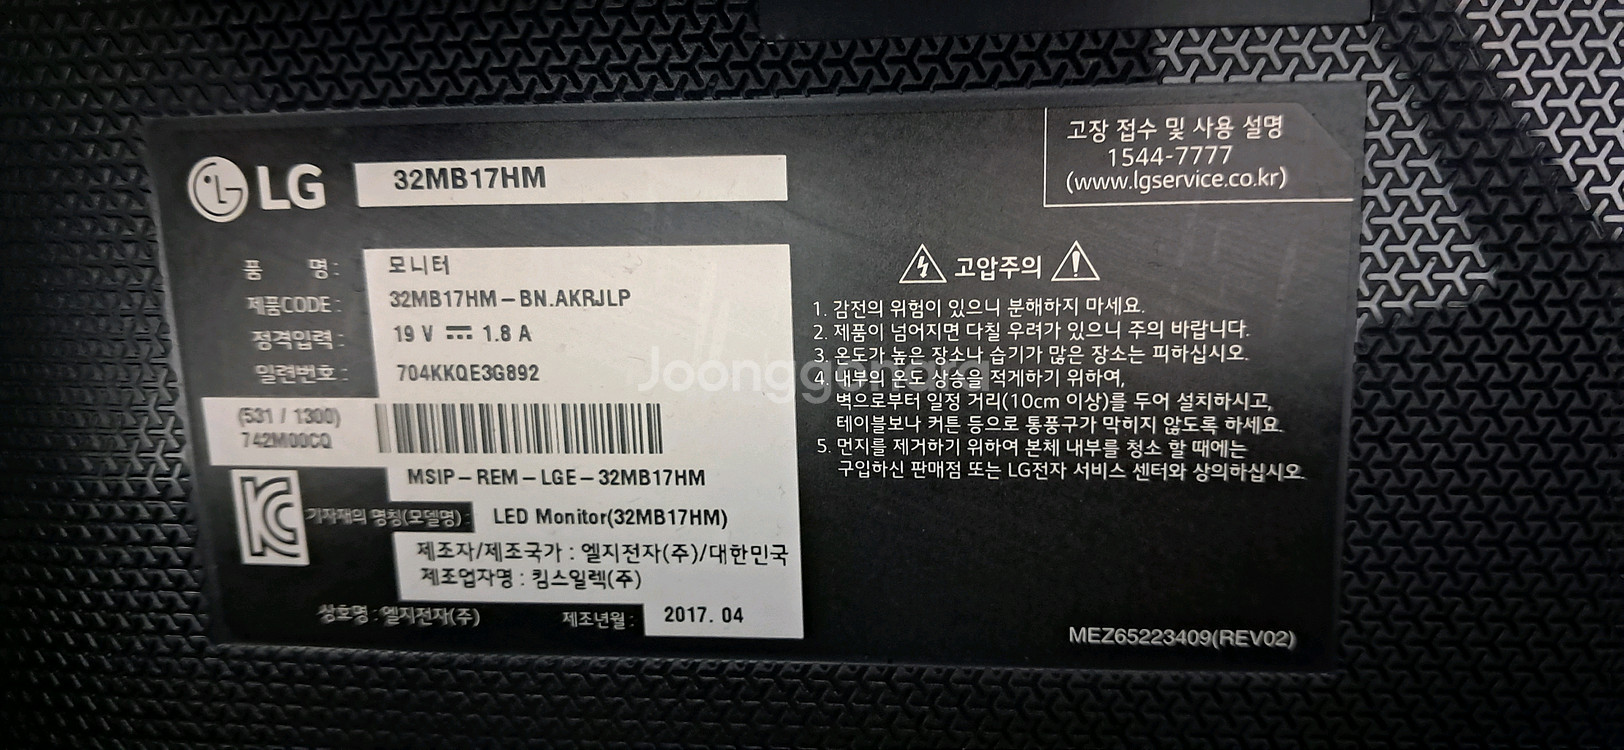 LG 32MB17HM
품 명 : 모니터
제품CODE : 32MB17HM-BN.AKRJLP
정격입력 : 19 V 1.8 A
일련번호 : 704KKQE3G892
(531 / 1300)
742M00CQ
MSIP-REM-LGE-32MB17HM
기자재의 명칭(모델명) : LED Monitor(32MB17HM)
제조자/제조국가 : 엘지전자(주)/대한민국
제조업자명 : 킴스일렉(주)
상호명 : 엘지전자(주) 제조년월 : 2017. 04
고장 접수 및 사용 설명
1544-7777
(www.lgservice.co.kr)
고압주의
1. 감전의 위험이 있으니 분해하지 마세요.
2. 제품이 넘어지면 다칠 우려가 있으니 주의 바랍니다.
3. 온도가 높은 장소나 습기가 많은 장소는 피하십시오.
4. 내부의 온도 상승을 적게하기 위하여,
벽으로부터 일정 거리(10cm 이상)를 두어 설치하시고,
테이블보나 커튼 등으로 통풍구가 막히지 않도록 하세요.
5. 먼지를 제거하기 위하여 본체 내부를 청소 할 때에는
구입하신 판매점 또는 LG전자 서비스 센터와 상의하십시오.
MEZ65223409(REV02)
Joonggonara